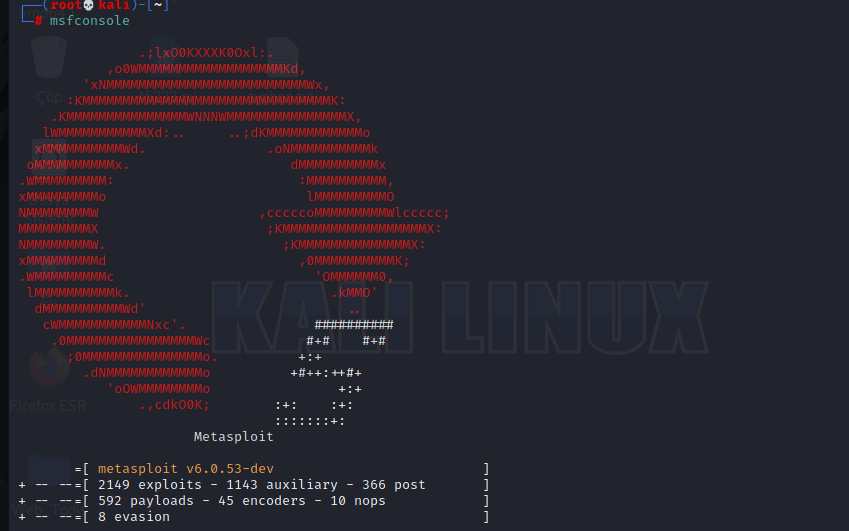 ┌──(root💀kali)-[~]
└─# msfconsole
.;lxO0KXXXK0Oxl:.
,o0WMMMMMMMMMMMMMMMMMMKd,
'xNMMMMMMMMMMMMMMMMMMMMMMMMMWx,
:KMMMMMMMMMMMMMMMMMMMMMMMMMMMMMMMK:
.KMMMMMMMMMMMMMMMWNNNWMMMMMMMMMMMMMMMX,
lWMMMMMMMMMMMXd:..     ..;dKMMMMMMMMMMMMo
xMMMMMMMMMMWd.               .oNMMMMMMMMMMk
oMMMMMMMMMMx.                    dMMMMMMMMMMx
.WMMMMMMMMM:                       :MMMMMMMMMM,
xMMMMMMMMMo                         lMMMMMMMMMO
NMMMMMMMMW                    ,cccccoMMMMMMMMMWlccccc;
MMMMMMMMMX                     ;KMMMMMMMMMMMMMMMMMMX:
NMMMMMMMMW.                      ;KMMMMMMMMMMMMMMX:
xMMMMMMMMMd                        ,0MMMMMMMMMMK;
.WMMMMMMMMMc                         'OMMMMMM0,
lMMMMMMMMMMk.                         .kMMO'
dMMMMMMMMMMWd'                         ..
cWMMMMMMMMMMMNxc'.                ##########
.0MMMMMMMMMMMMMMMMWc            #+#    #+#
;0MMMMMMMMMMMMMMMo.          +:+
.dNMMMMMMMMMMMMo          +#++:++#+
'oOWMMMMMMMMo                +:+
.,cdkO0K;        :+:    :+:
:::::::+:
Metasploit
=[ metasploit v6.0.53-dev ]
+ -- --=[ 2149 exploits - 1143 auxiliary - 366 post ]
+ -- --=[ 592 payloads - 45 encoders - 10 nops ]
+ -- --=[ 8 evasion ]
Çöp
KALI LINUX
Firefox ESR